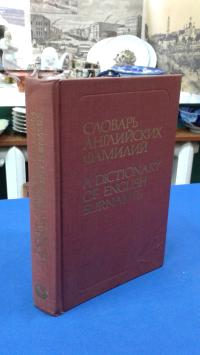 СЛОВАРЬ
АНГЛИЙСКИХ
ФАМИЛИЙ
A DICTIONARY
OF ENGLISH
SURNAMES